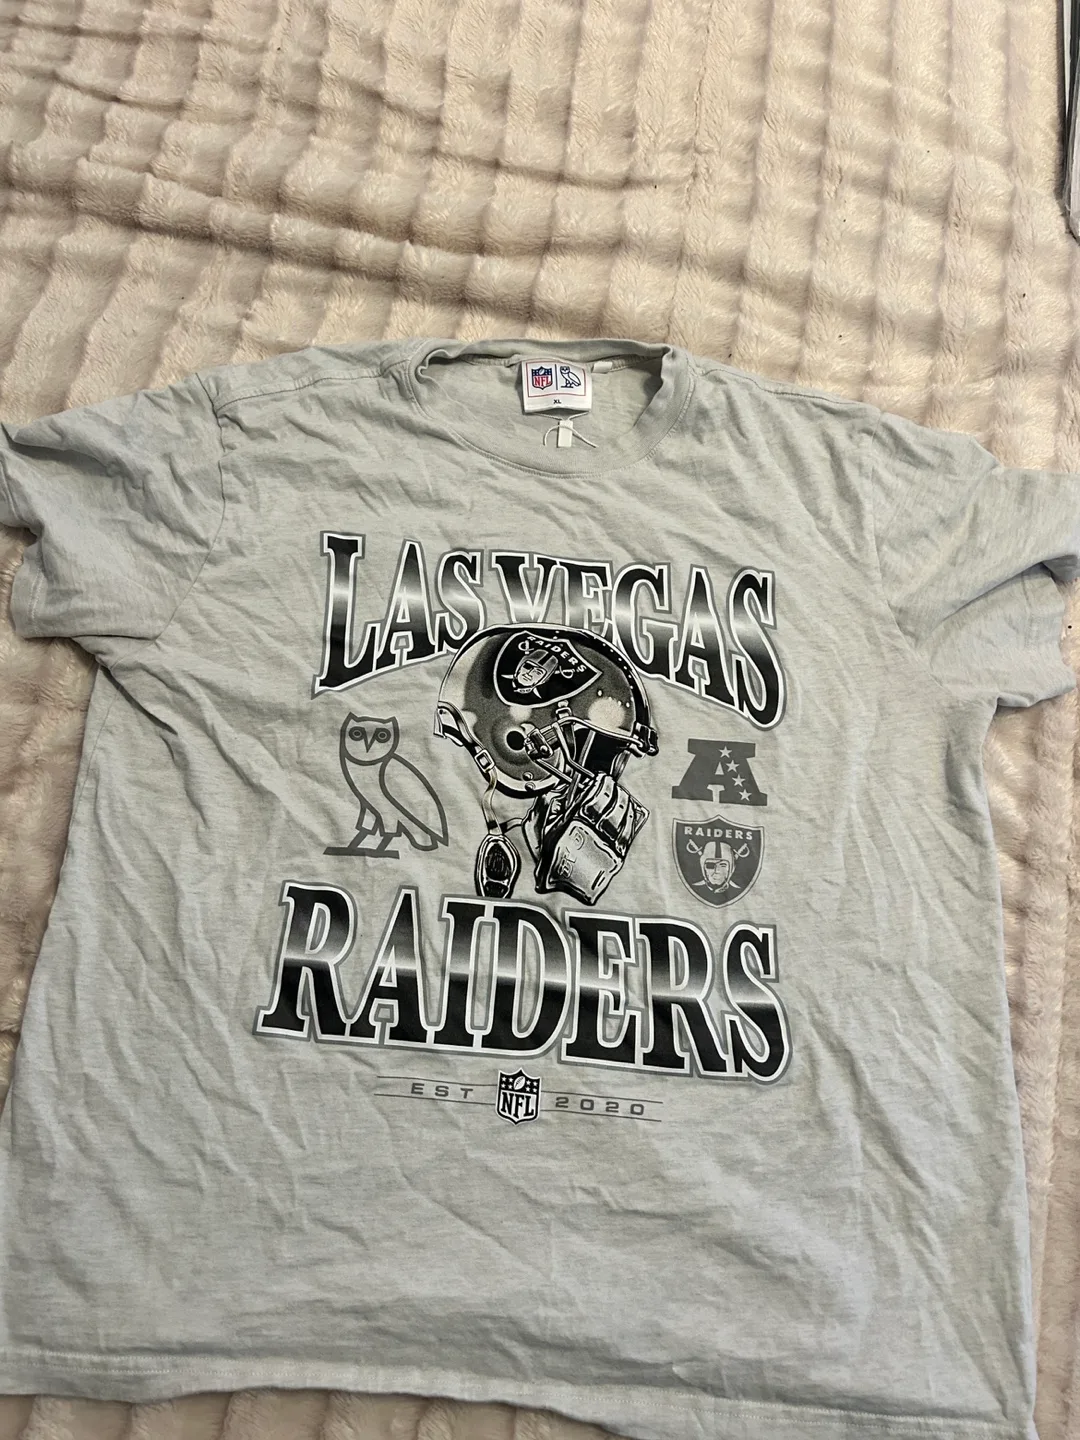 NFL
XL
LAS VEGAS
RAIDERS
A
RAIDERS
RAIDERS
EST NFL 2020